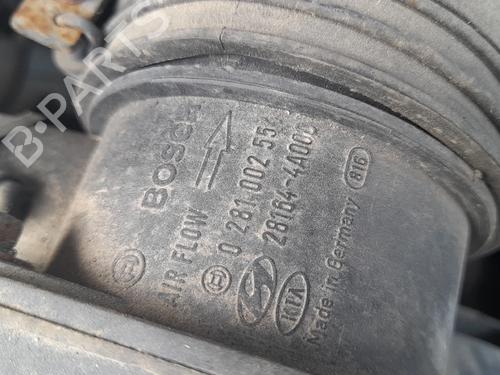 BOSCH
AIR FLOW
0 281 002 55
28164-4A000
KIA
Made in Germany
816
B-PARTS